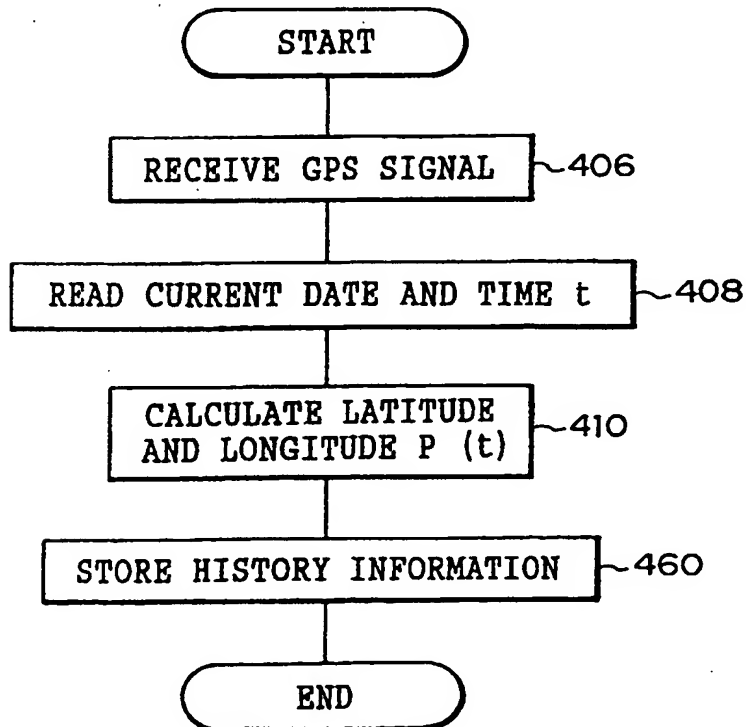 START
RECEIVE GPS SIGNAL 406
READ CURRENT DATE AND TIME t 408
CALCULATE LATITUDE
AND LONGITUDE P (t) 410
STORE HISTORY INFORMATION 460
END